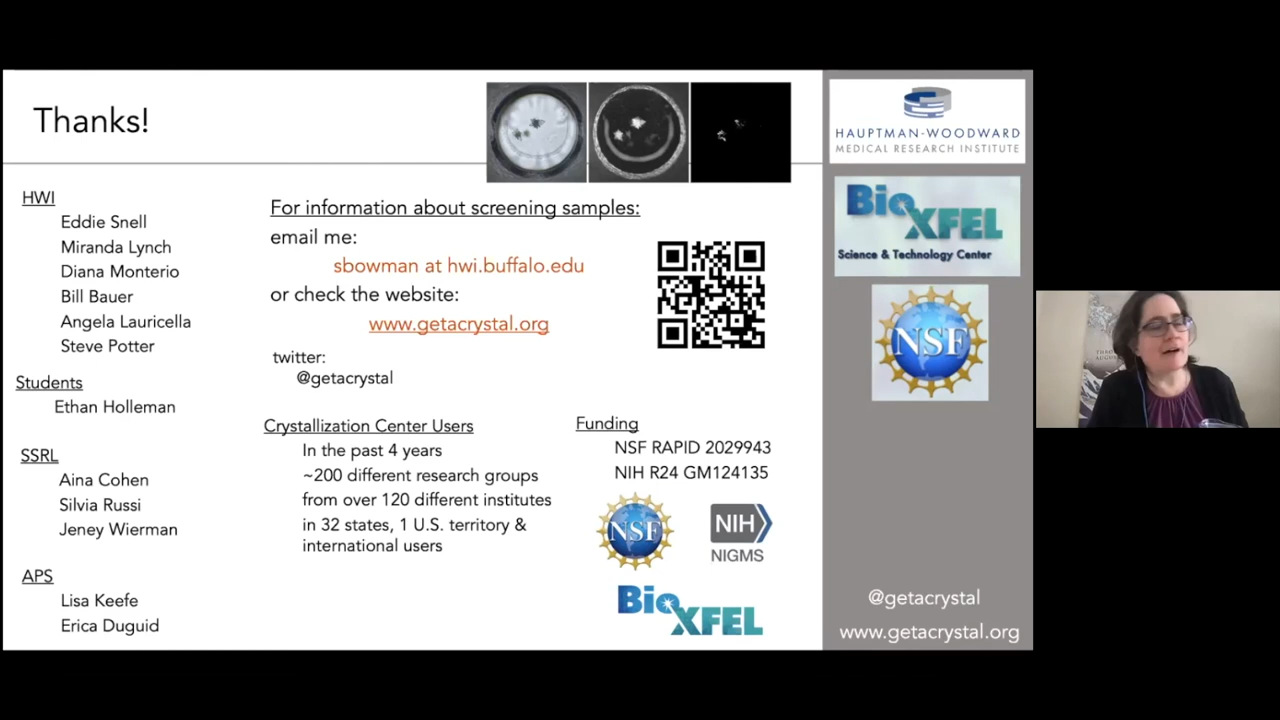 Thanks!
HWI
Eddie Snell
Miranda Lynch
Diana Monterio
Bill Bauer
Angela Lauricella
Steve Potter
Students
Ethan Holleman
SSRL
Aina Cohen
Silvia Russi
Jeney Wierman
APS
Lisa Keefe
Erica Duguid
For information about screening samples:
email me:
sbowman at hwi.buffalo.edu
or check the website:
www.getacrystal.org
twitter:
@getacrystal
Crystallization Center Users
In the past 4 years
~200 different research groups
from over 120 different institutes
in 32 states, 1 U.S. territory &
international users
Funding
NSF RAPID 2029943
NIH R24 GM124135
NSF
NIH
NIGMS
BioXFEL
HAUPTMAN-WOODWARD
MEDICAL RESEARCH INSTITUTE
BioXFEL
Science & Technology Center
NSF
@getacrystal
www.getacrystal.org